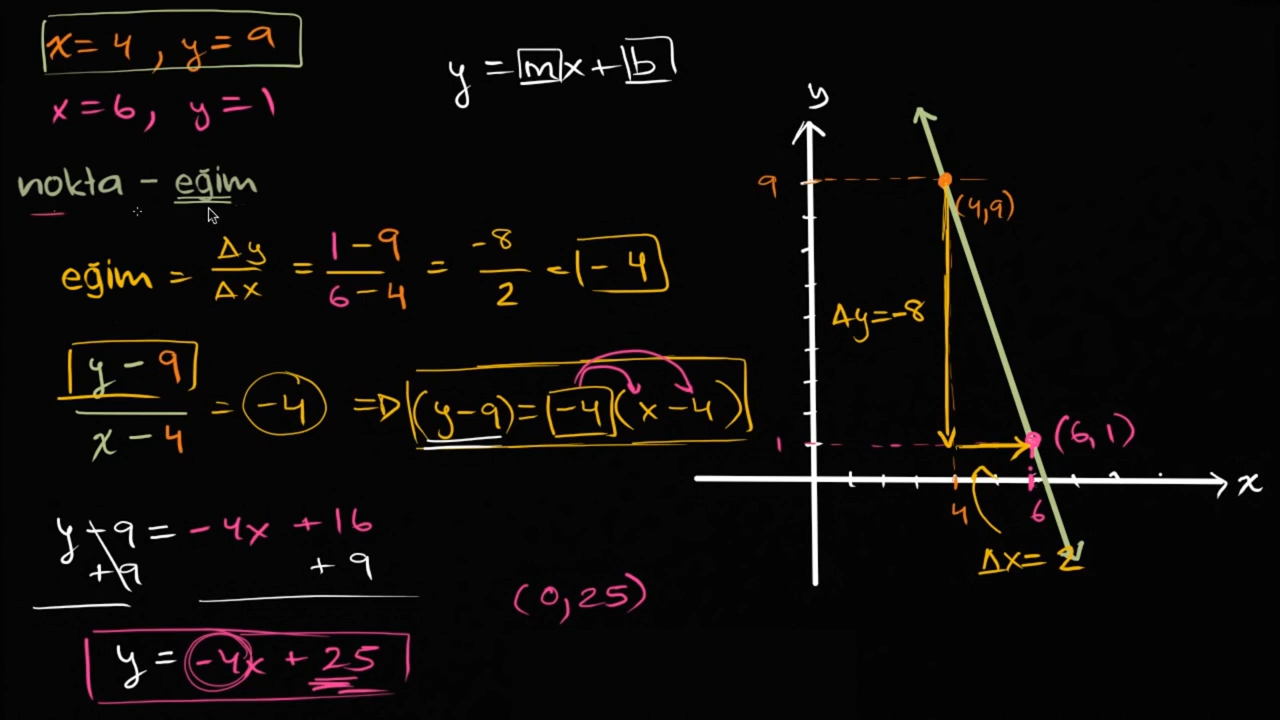 x = 4 , y = 9
x = 6 , y = 1
y = mx + b
nokta - eğim
eğim = Δy/Δx = (1 - 9)/(6 - 4) = -8/2 = -4
(y - 9)/(x - 4) = -4 => (y - 9) = -4(x - 4)
y - 9 = -4x + 16
+9 +9
y = -4x + 25
(0,25)
y
9
(4,9)
Δy = -8
1
(6,1)
x
4
6
Δx = 2